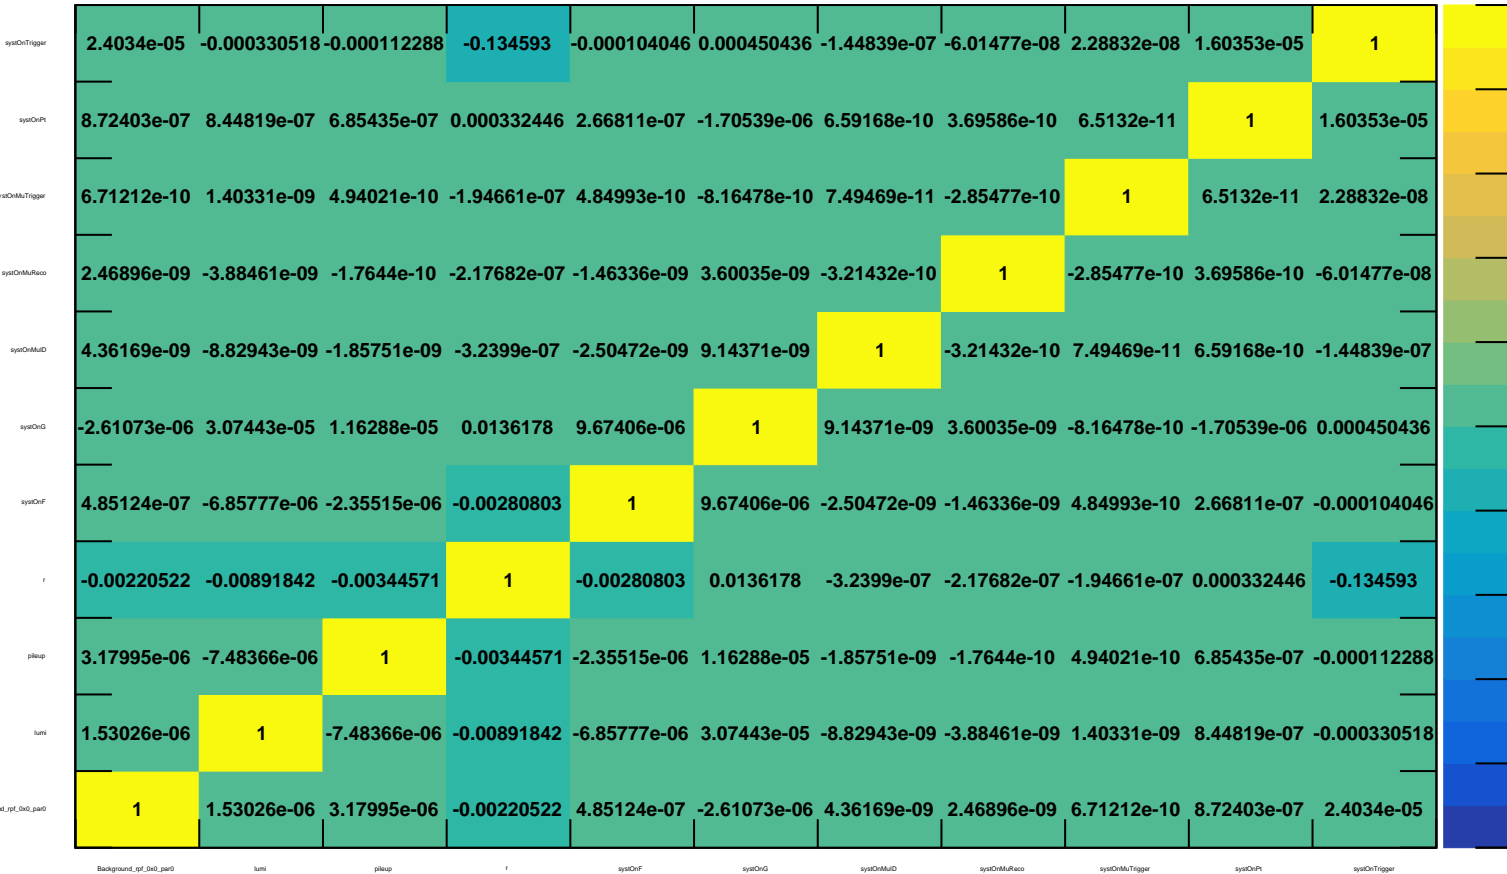 systOnTrigger 2.4034e-05 -0.000330518 -0.000112288 -0.134593 -0.000104046 0.000450436 -1.44839e-07 -6.01477e-08 2.28832e-08 1.60353e-05 1
systOnPt 8.72403e-07 8.44819e-07 6.85435e-07 0.000332446 2.66811e-07 -1.70539e-06 6.59168e-10 3.69586e-10 6.5132e-11 1 1.60353e-05
ystOnMuTrigger 6.71212e-10 1.40331e-09 4.94021e-10 -1.94661e-07 4.84993e-10 -8.16478e-10 7.49469e-11 -2.85477e-10 1 6.5132e-11 2.28832e-08
systOnMuReco 2.46896e-09 -3.88461e-09 -1.7644e-10 -2.17682e-07 -1.46336e-09 3.60035e-09 -3.21432e-10 1 -2.85477e-10 3.69586e-10 -6.01477e-08
systOnMuID 4.36169e-09 -8.82943e-09 -1.85751e-09 -3.2399e-07 -2.50472e-09 9.14371e-09 1 -3.21432e-10 7.49469e-11 6.59168e-10 -1.44839e-07
systOnG -2.61073e-06 3.07443e-05 1.16288e-05 0.0136178 9.67406e-06 1 9.14371e-09 3.60035e-09 -8.16478e-10 -1.70539e-06 0.000450436
systOnF 4.85124e-07 -6.85777e-06 -2.35515e-06 -0.00280803 1 9.67406e-06 -2.50472e-09 -1.46336e-09 4.84993e-10 2.66811e-07 -0.000104046
r -0.00220522 -0.00891842 -0.00344571 1 -0.00280803 0.0136178 -3.2399e-07 -2.17682e-07 -1.94661e-07 0.000332446 -0.134593
pileup 3.17995e-06 -7.48366e-06 1 -0.00344571 -2.35515e-06 1.16288e-05 -1.85751e-09 -1.7644e-10 4.94021e-10 6.85435e-07 -0.000112288
lumi 1.53026e-06 1 -7.48366e-06 -0.00891842 -6.85777e-06 3.07443e-05 -8.82943e-09 -3.88461e-09 1.40331e-09 8.44819e-07 -0.000330518
d_rpf_0x0_par0 1 1.53026e-06 3.17995e-06 -0.00220522 4.85124e-07 -2.61073e-06 4.36169e-09 2.46896e-09 6.71212e-10 8.72403e-07 2.4034e-05
Background_rpf_0x0_par0 lumi pileup r systOnF systOnG systOnMuID systOnMuReco systOnMuTrigger systOnPt systOnTrigger